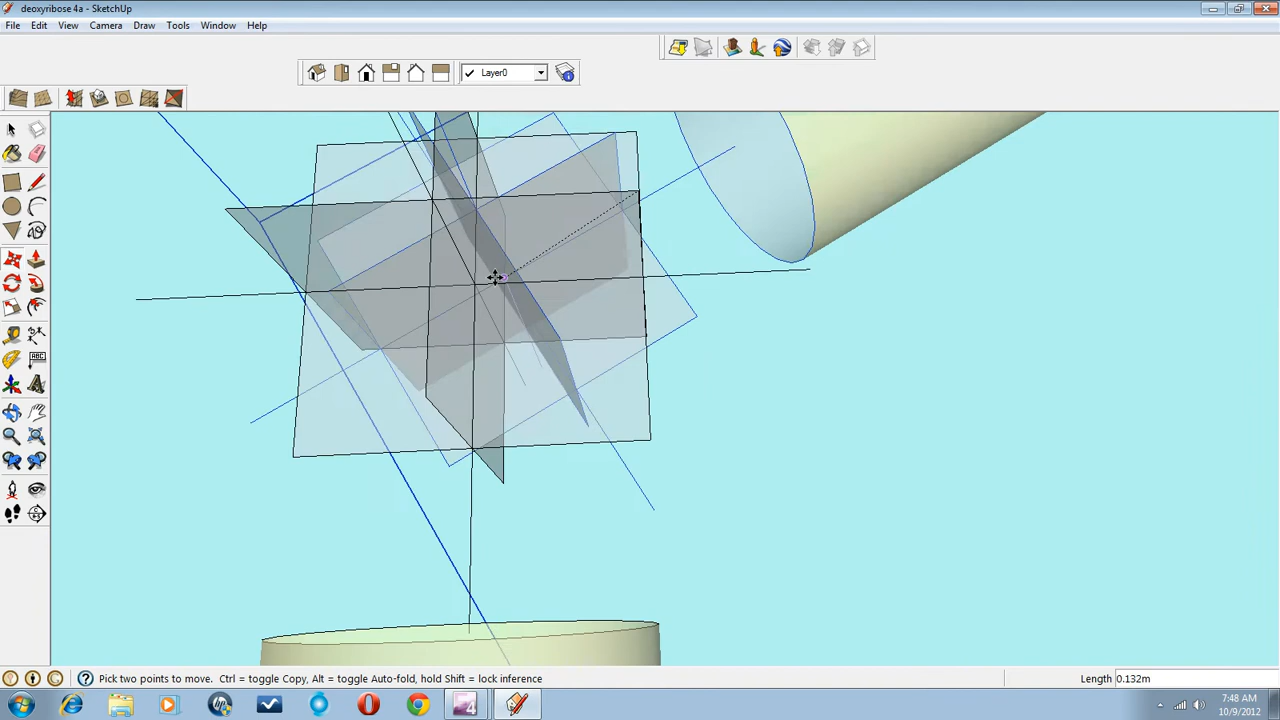 deoxyribose 4a - SketchUp
File Edit View Camera Draw Tools Window Help
Layer0
ABC
Pick two points to move. Ctrl = toggle Copy, Alt = toggle Auto-fold, hold Shift = lock inference
Length 0.132m
7:48 AM
10/9/2012